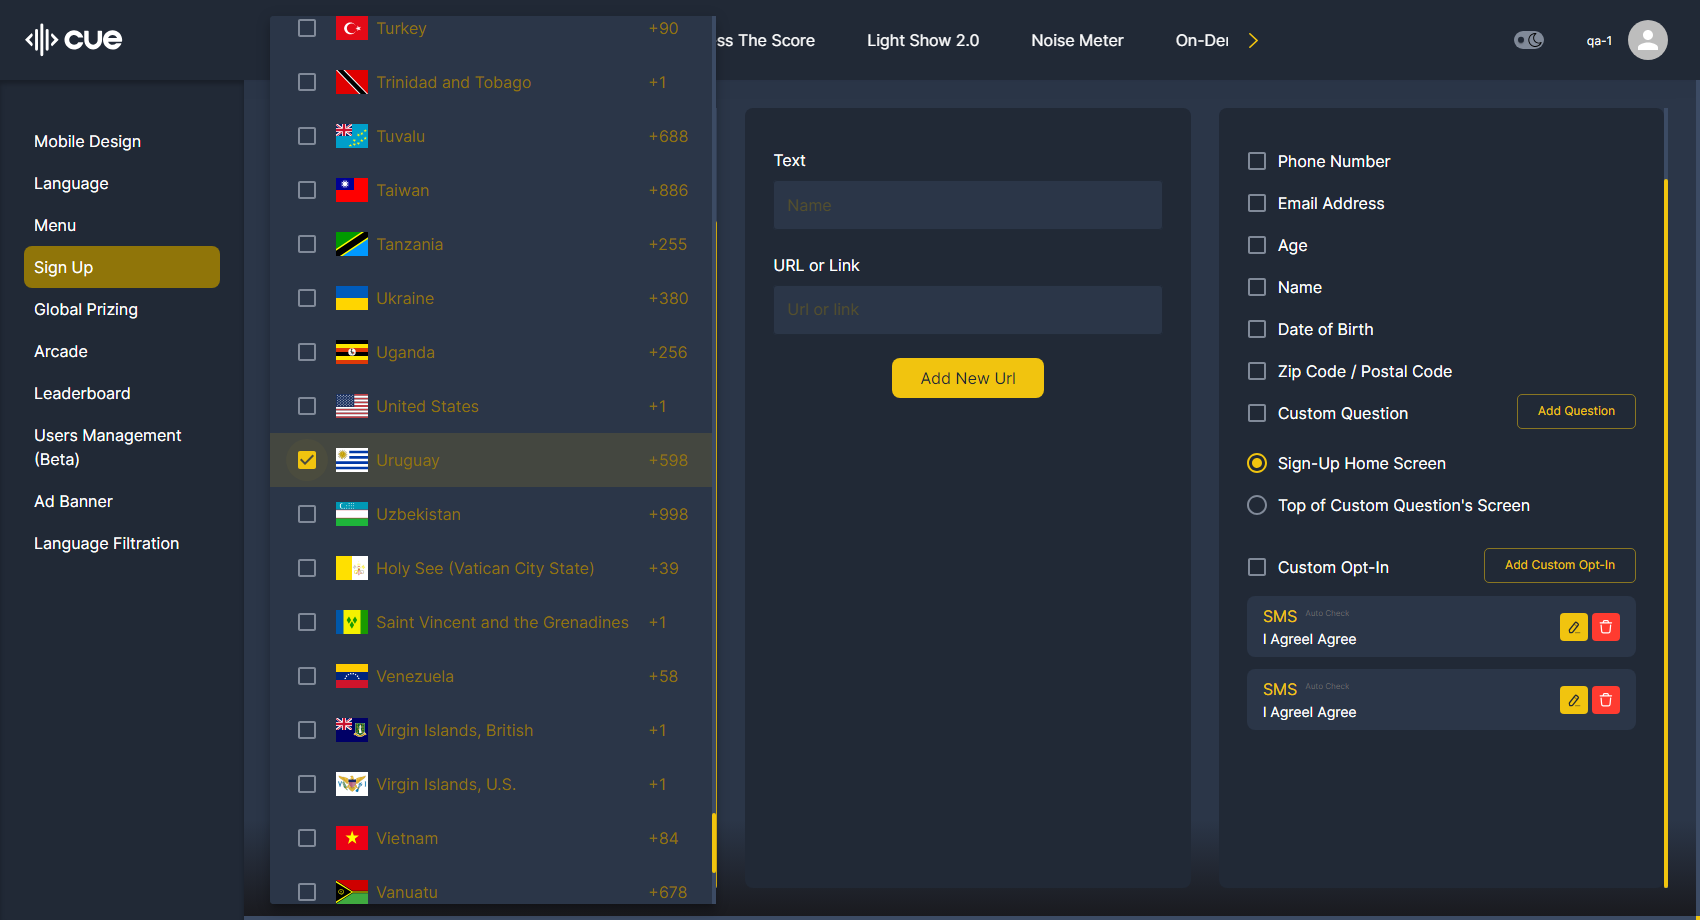 cue
ss The Score
Light Show 2.0
Noise Meter
On-De
qa-1
Mobile Design
Language
Menu
Sign Up
Global Prizing
Arcade
Leaderboard
Users Management
(Beta)
Ad Banner
Language Filtration
Turkey +90
Trinidad and Tobago +1
Tuvalu +688
Taiwan +886
Tanzania +255
Ukraine +380
Uganda +256
United States +1
Uruguay +598
Uzbekistan +998
Holy See (Vatican City State) +39
Saint Vincent and the Grenadines +1
Venezuela +58
Virgin Islands, British +1
Virgin Islands, U.S. +1
Vietnam +84
Vanuatu +678
Text
Name
URL or Link
Url or link
Add New Url
Phone Number
Email Address
Age
Name
Date of Birth
Zip Code / Postal Code
Custom Question
Add Question
Sign-Up Home Screen
Top of Custom Question's Screen
Custom Opt-In
Add Custom Opt-In
SMS Auto Check
I AgreeI Agree
SMS Auto Check
I AgreeI Agree